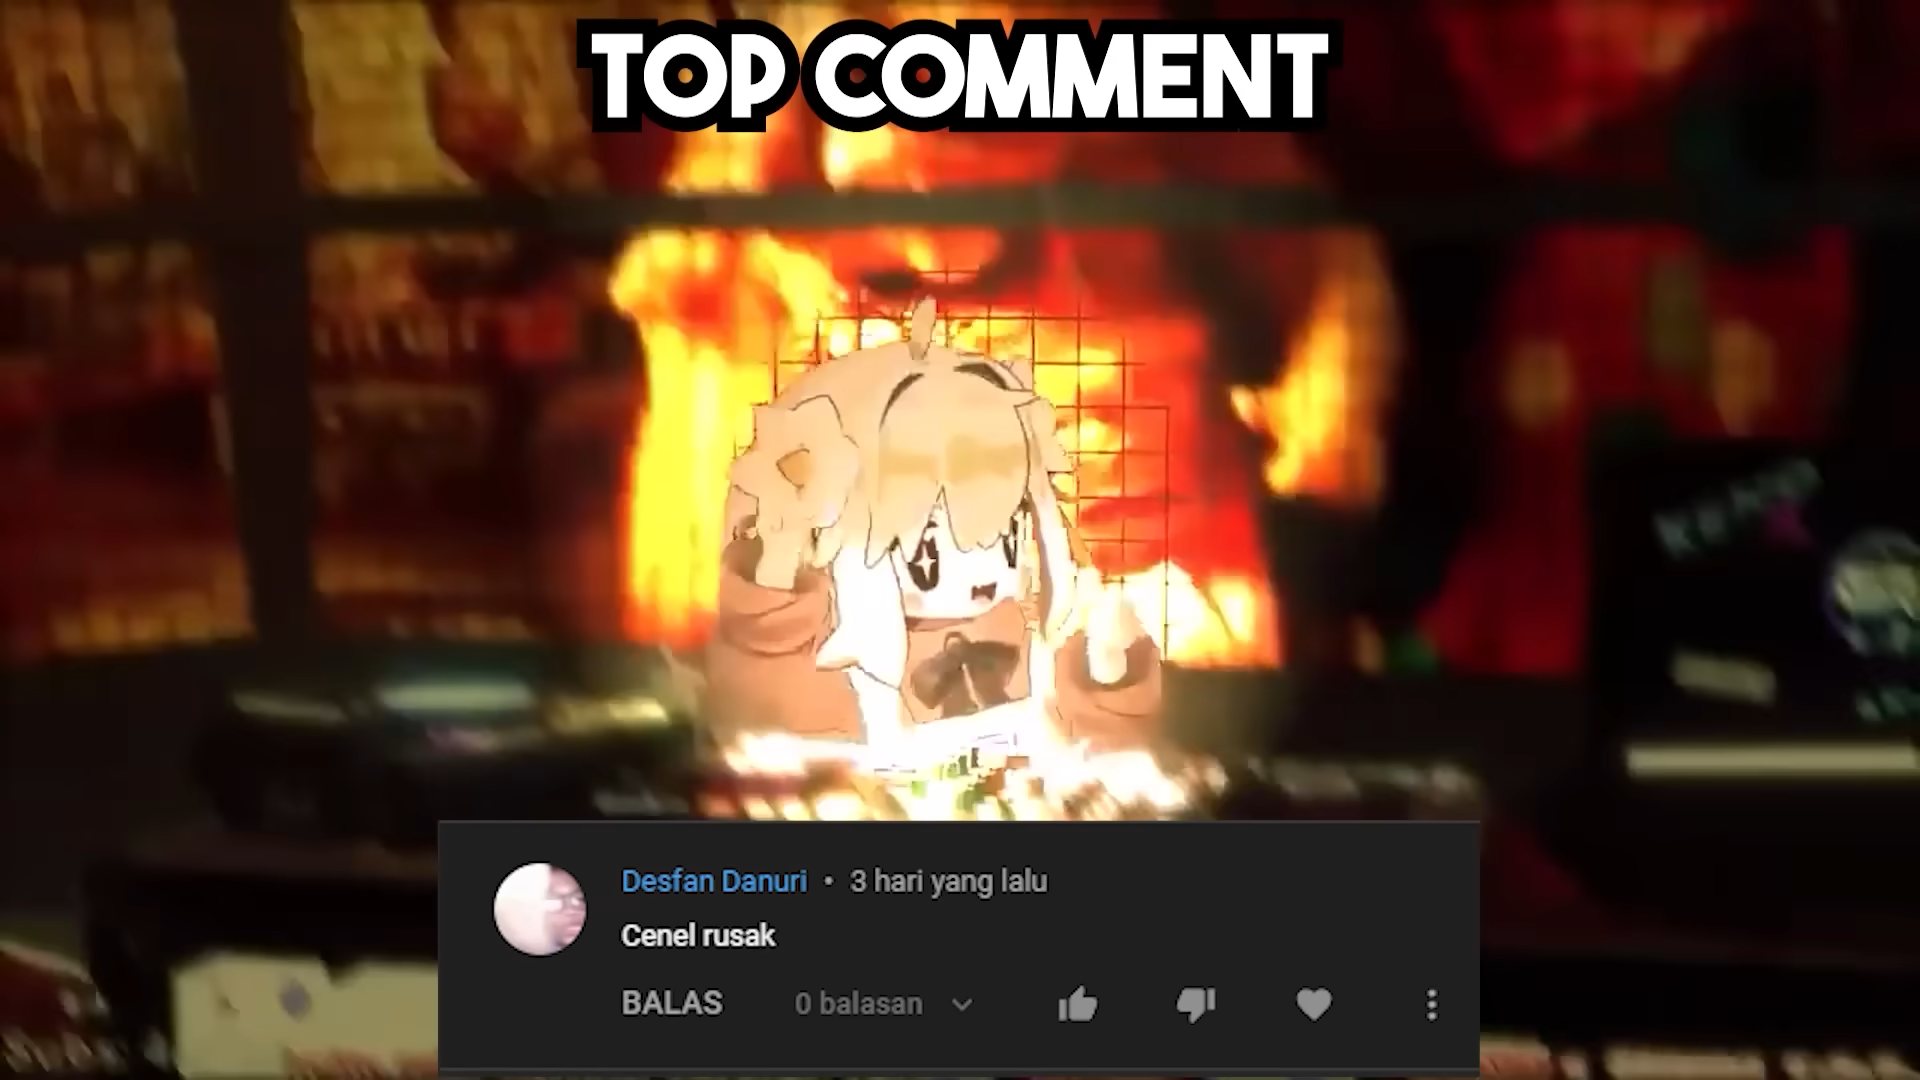 TOP COMMENT
Desfan Danuri • 3 hari yang lalu
Cenel rusak
BALAS 0 balasan